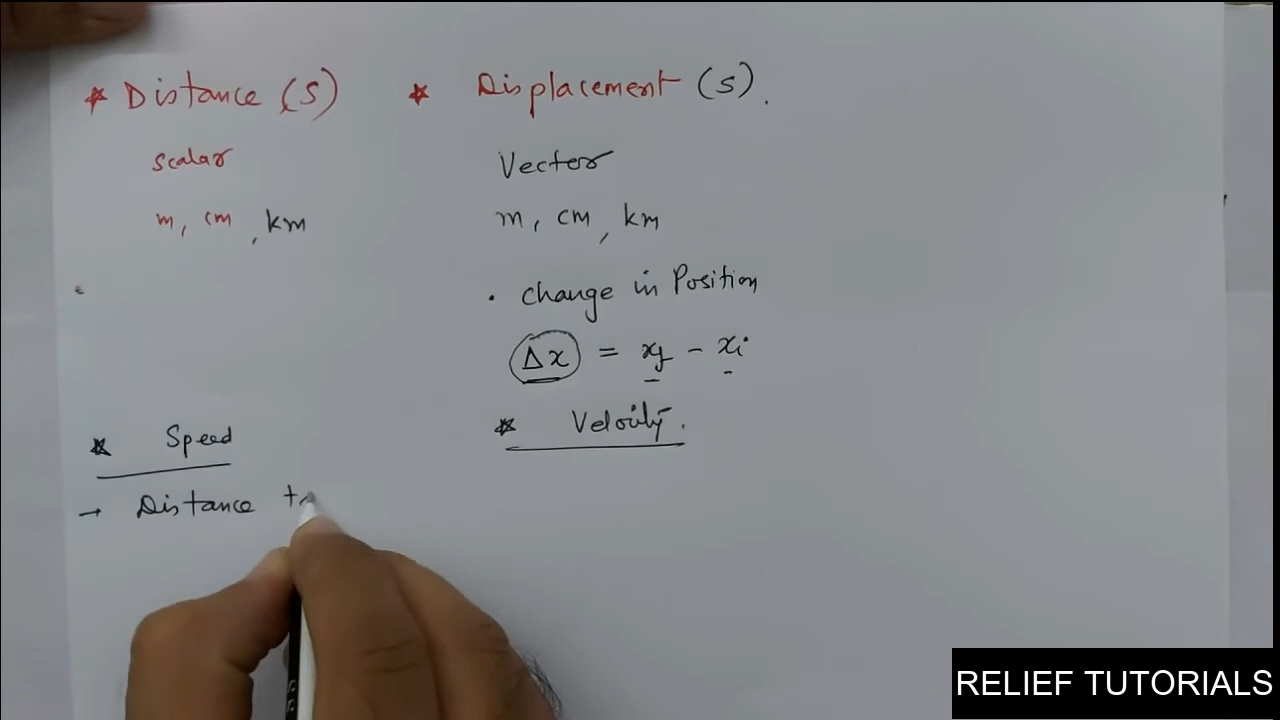 * Distance (S)
* Displacement (S).
Scalar
Vector
m, cm, km
m, cm, km
• Change in Position
Δx = xf - xi
* Speed
* Velocity.
→ Distance
RELIEF TUTORIALS